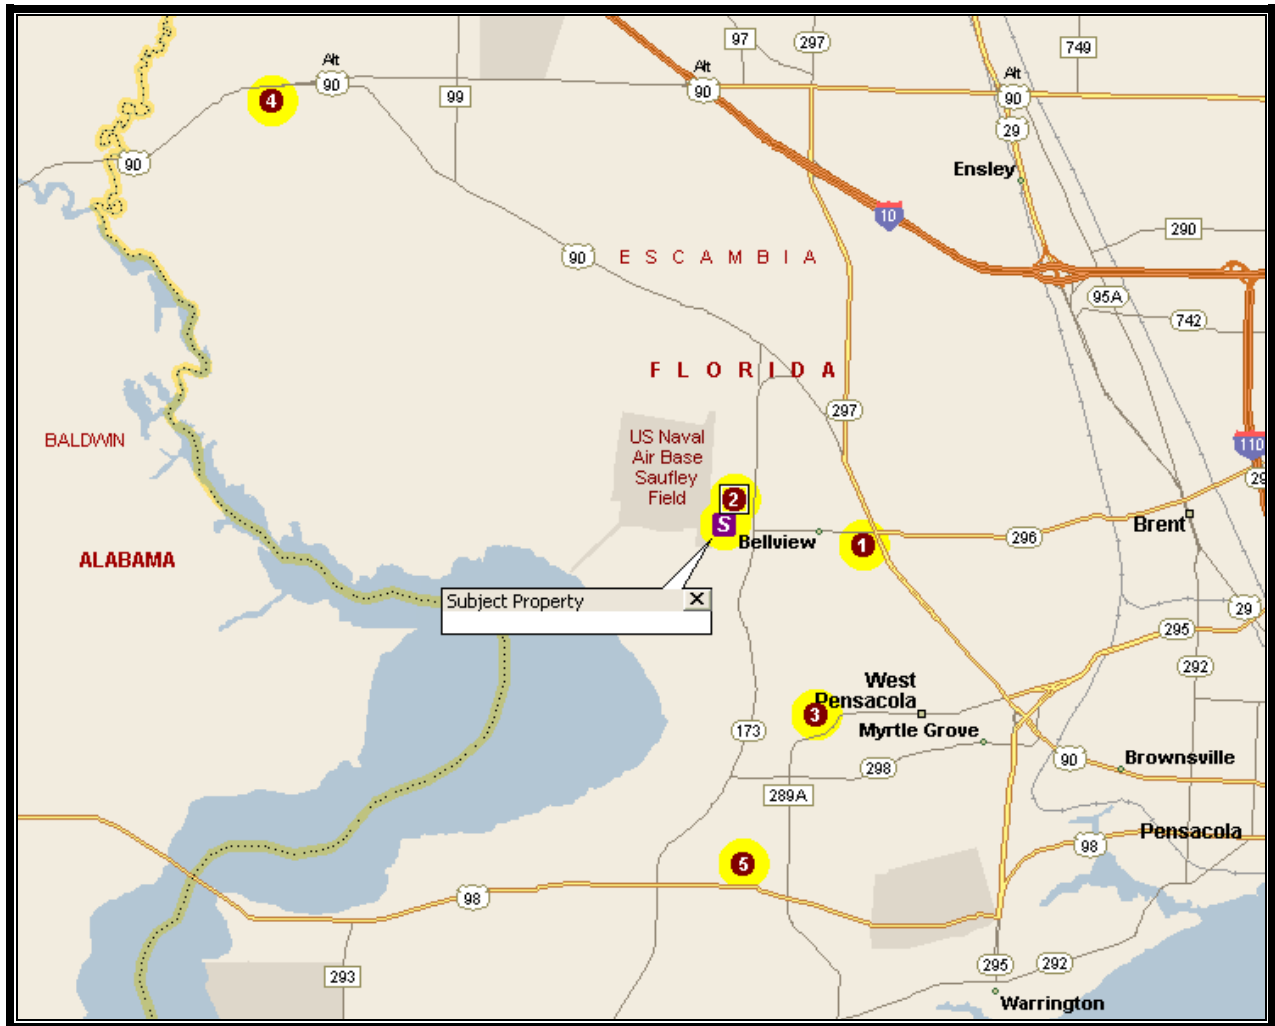 97
297
749
Alt
90
Alt
90
Alt
90
4
99
29
90
Ensley
10
290
90
ESCAMBIA
95A
742
FLORIDA
297
BALDWIN
US Naval
Air Base
Saufley
Field
110
29
2
S
Bellview
1
296
Brent
ALABAMA
Subject Property
29
295
292
West
Pensacola
3
Myrtle Grove
173
90
Brownsville
298
289A
Pensacola
98
5
98
293
295
292
Warrington